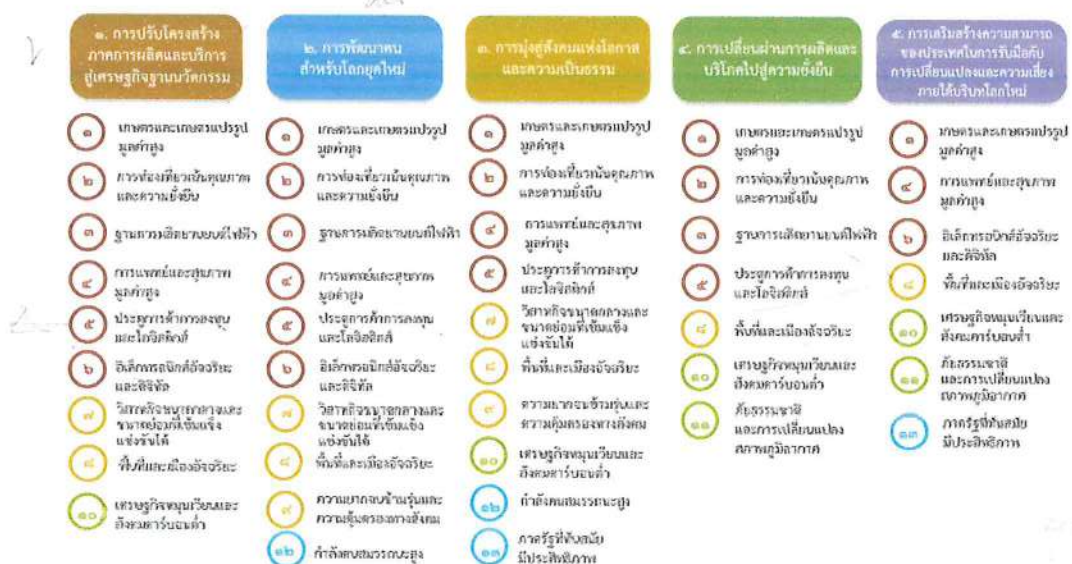 ๑. การปรับโครงสร้าง
ภาคการผลิตและบริการ
สู่เศรษฐกิจฐานนวัตกรรม
๑ เกษตรและเกษตรแปรรูป
มูลค่าสูง
๒ การท่องเที่ยวเน้นคุณภาพ
และความยั่งยืน
๓ ฐานการผลิตยานยนต์ไฟฟ้า
๔ การแพทย์และสุขภาพ
มูลค่าสูง
๕ ประตูการค้าการลงทุน
และโลจิสติกส์
๖ อิเล็กทรอนิกส์อัจฉริยะ
และดิจิทัล
๗ วิสาหกิจขนาดกลางและ
ขนาดย่อมที่เข้มแข็ง
แข่งขันได้
๘ พื้นที่และเมืองอัจฉริยะ
๑๐ เศรษฐกิจหมุนเวียนและ
สังคมคาร์บอนต่ำ
๒. การพัฒนาคน
สำหรับโลกยุคใหม่
๑ เกษตรและเกษตรแปรรูป
มูลค่าสูง
๒ การท่องเที่ยวเน้นคุณภาพ
และความยั่งยืน
๓ ฐานการผลิตยานยนต์ไฟฟ้า
๔ การแพทย์และสุขภาพ
มูลค่าสูง
๕ ประตูการค้าการลงทุน
และโลจิสติกส์
๖ อิเล็กทรอนิกส์อัจฉริยะ
และดิจิทัล
๗ วิสาหกิจขนาดกลางและ
ขนาดย่อมที่เข้มแข็ง
แข่งขันได้
๘ พื้นที่และเมืองอัจฉริยะ
๙ ความยากจนข้ามรุ่นและ
ความคุ้มครองทางสังคม
๑๒ กำลังคนสมรรถนะสูง
๓. การมุ่งสู่สังคมแห่งโอกาส
และความเป็นธรรม
๑ เกษตรและเกษตรแปรรูป
มูลค่าสูง
๒ การท่องเที่ยวเน้นคุณภาพ
และความยั่งยืน
๔ การแพทย์และสุขภาพ
มูลค่าสูง
๕ ประตูการค้าการลงทุน
และโลจิสติกส์
๗ วิสาหกิจขนาดกลางและ
ขนาดย่อมที่เข้มแข็ง
แข่งขันได้
๘ พื้นที่และเมืองอัจฉริยะ
๙ ความยากจนข้ามรุ่นและ
ความคุ้มครองทางสังคม
๑๐ เศรษฐกิจหมุนเวียนและ
สังคมคาร์บอนต่ำ
๑๒ กำลังคนสมรรถนะสูง
๑๓ ภาครัฐที่ทันสมัย
มีประสิทธิภาพ
๔. การเปลี่ยนผ่านการผลิตและ
บริโภคไปสู่ความยั่งยืน
๑ เกษตรและเกษตรแปรรูป
มูลค่าสูง
๒ การท่องเที่ยวเน้นคุณภาพ
และความยั่งยืน
๓ ฐานการผลิตยานยนต์ไฟฟ้า
๕ ประตูการค้าการลงทุน
และโลจิสติกส์
๘ พื้นที่และเมืองอัจฉริยะ
๑๐ เศรษฐกิจหมุนเวียนและ
สังคมคาร์บอนต่ำ
๑๑ ภัยธรรมชาติ
และการเปลี่ยนแปลง
สภาพภูมิอากาศ
๕. การเสริมสร้างความสามารถ
ของประเทศในการรับมือกับ
การเปลี่ยนแปลงและความเสี่ยง
ภายใต้บริบทโลกใหม่
๑ เกษตรและเกษตรแปรรูป
มูลค่าสูง
๔ การแพทย์และสุขภาพ
มูลค่าสูง
๖ อิเล็กทรอนิกส์อัจฉริยะ
และดิจิทัล
๘ พื้นที่และเมืองอัจฉริยะ
๑๐ เศรษฐกิจหมุนเวียนและ
สังคมคาร์บอนต่ำ
๑๑ ภัยธรรมชาติ
และการเปลี่ยนแปลง
สภาพภูมิอากาศ
๑๓ ภาครัฐที่ทันสมัย
มีประสิทธิภาพ